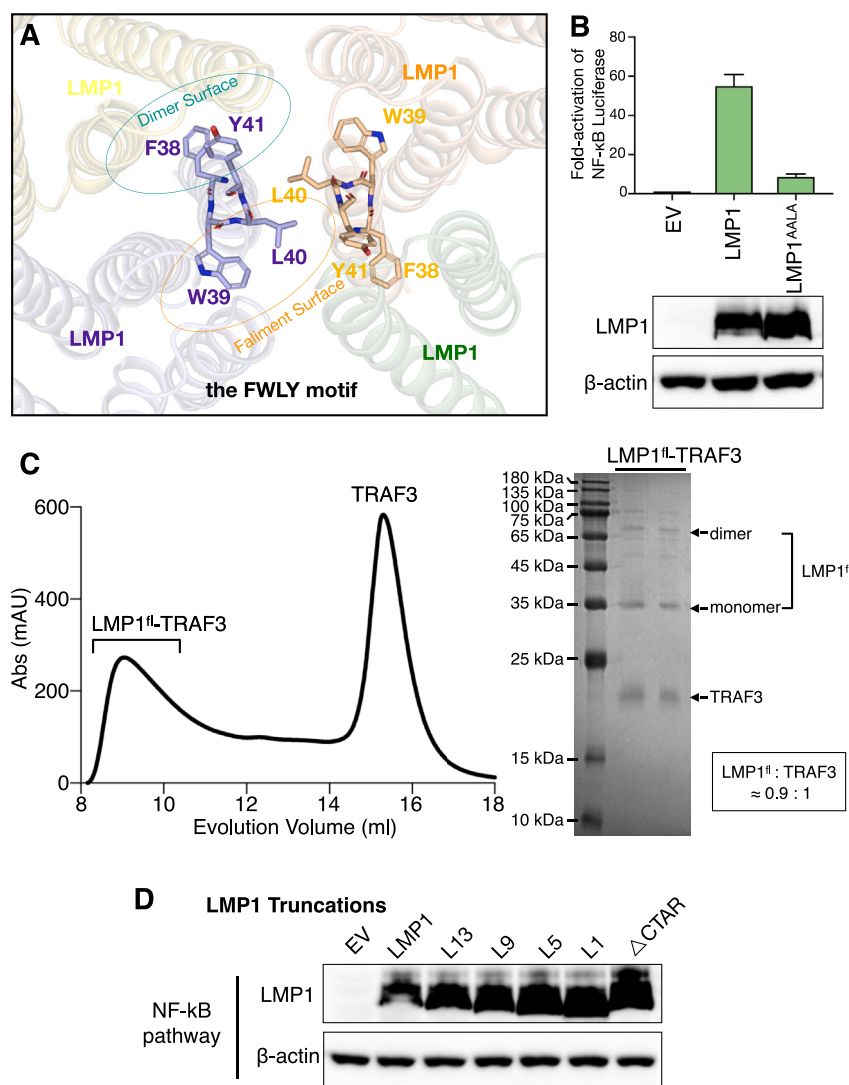 A
LMP1
Dimer Surface
Y41
F38
L40
W39
LMP1
LMP1
W39
L40
Y41
F38
Faliment Surface
LMP1
the FWLY motif
B
Fold-activation of
NF-kB Luciferase
80
60
40
20
0
EV
LMP1
LMP1ᴬᴬᴸᴬ
LMP1
β-actin
C
Abs (mAU)
600
400
200
0
8
10
12
14
16
18
Evolution Volume (ml)
LMP1ᶠˡ-TRAF3
TRAF3
LMP1ᶠˡ-TRAF3
180 kDa
135 kDa
100 kDa
75 kDa
65 kDa
45 kDa
35 kDa
25 kDa
15 kDa
10 kDa
dimer
LMP1ᶠ
monomer
TRAF3
LMP1ᶠˡ : TRAF3
≈ 0.9 : 1
D
LMP1 Truncations
EV
LMP1
L13
L9
L5
L1
△CTAR
NF-kB
pathway
LMP1
β-actin